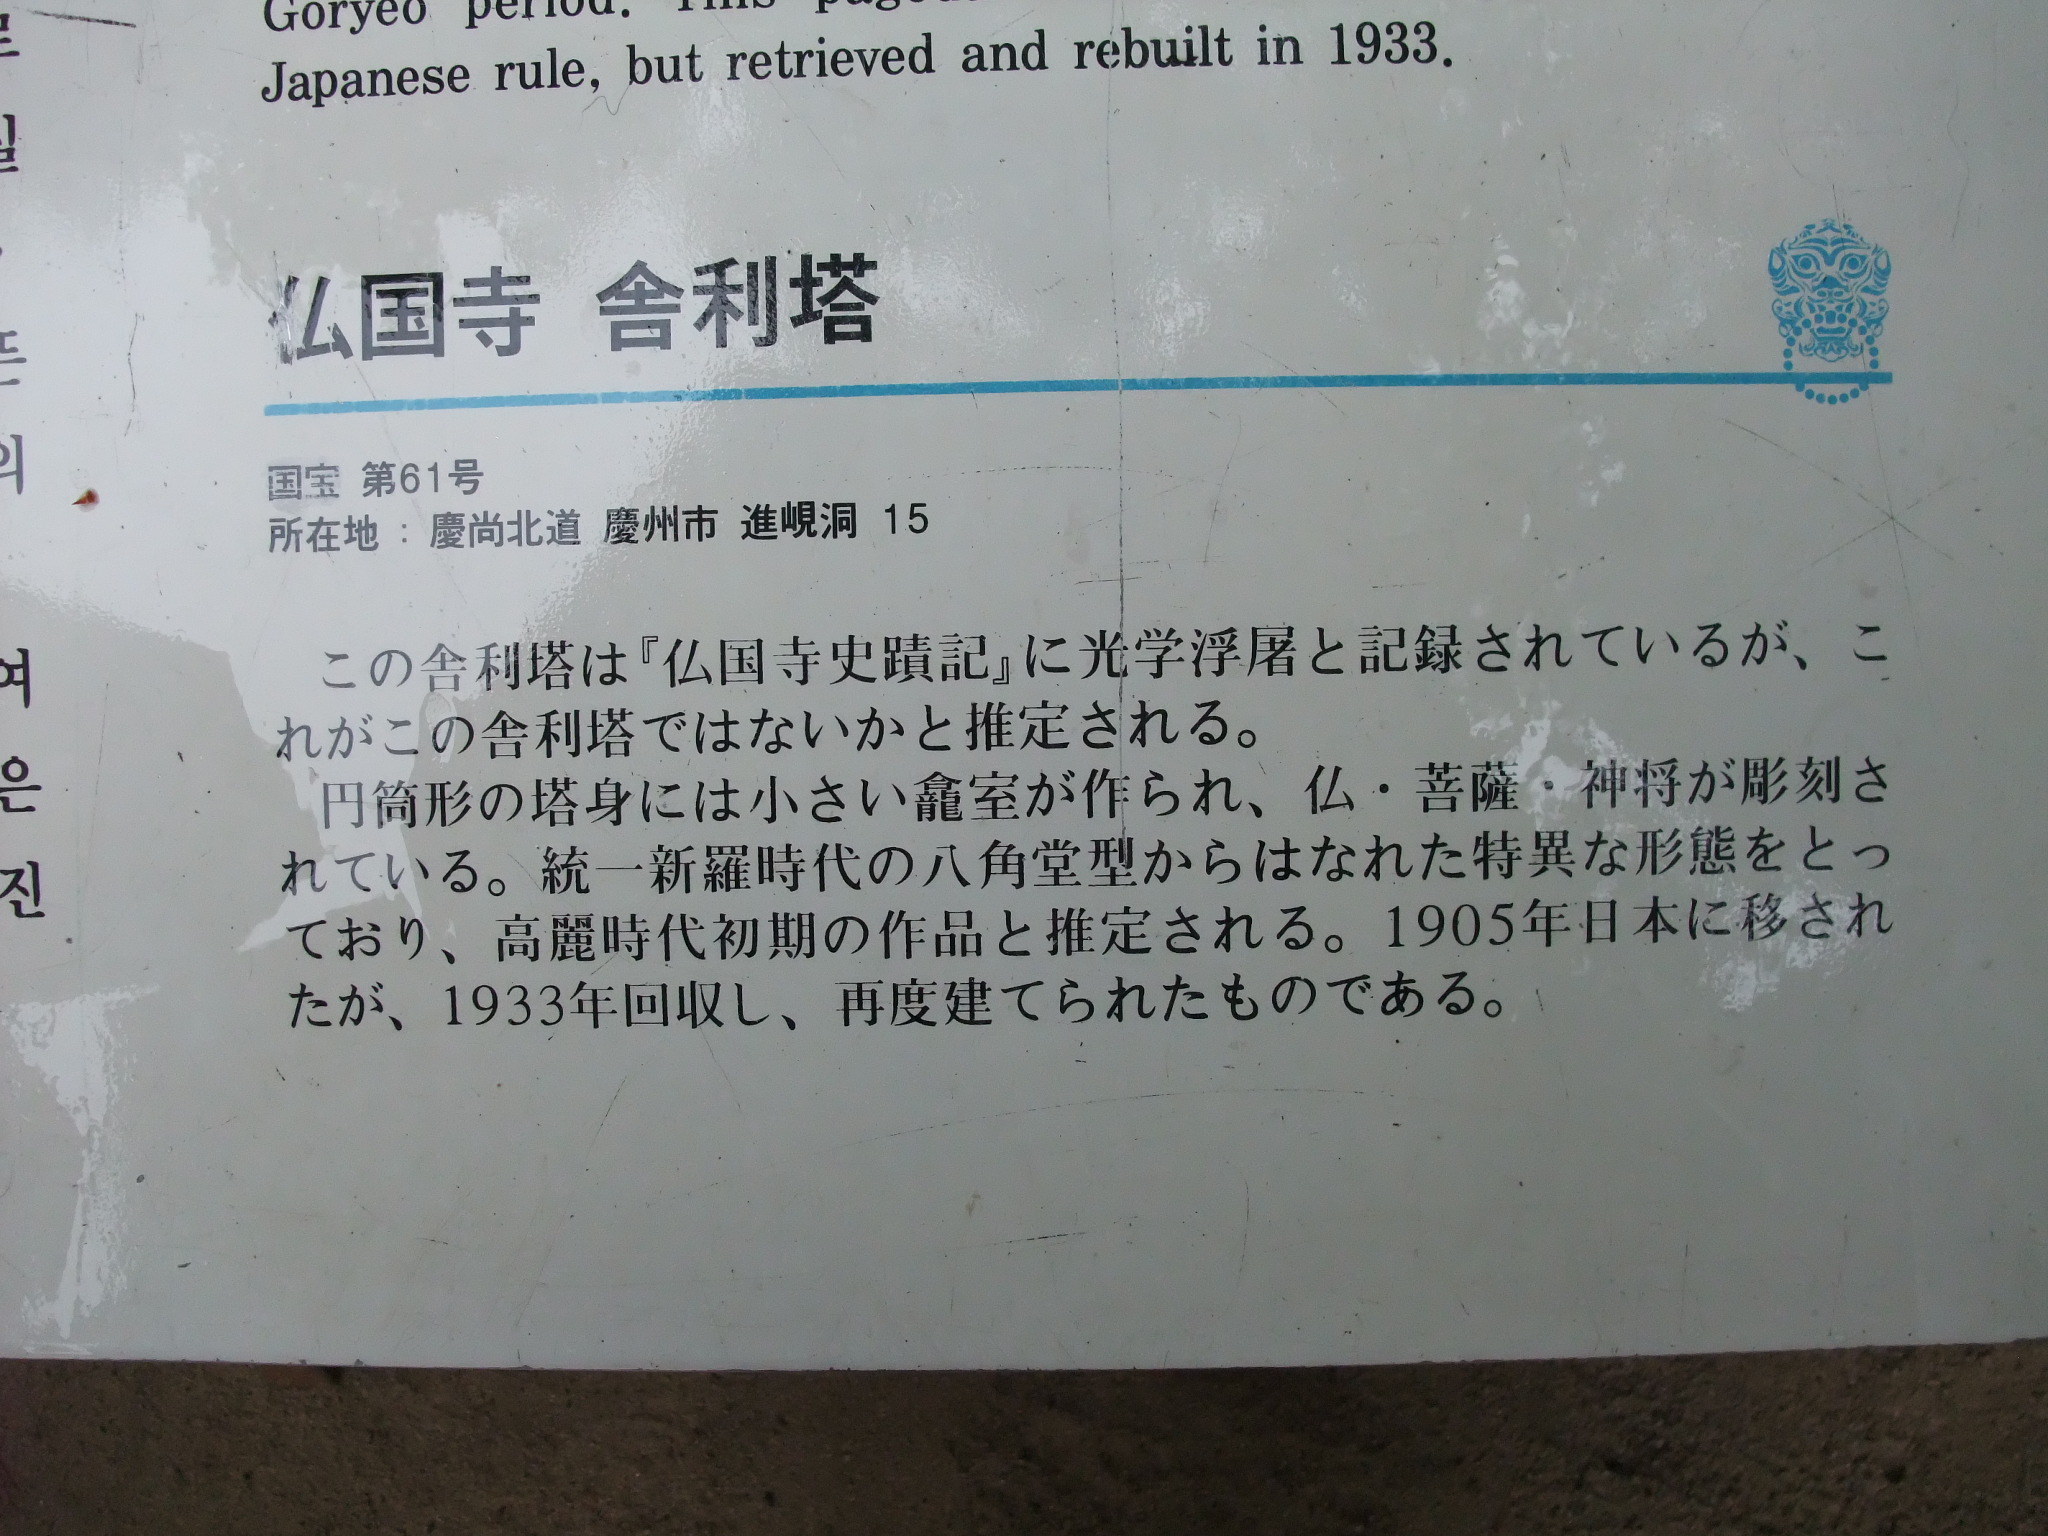 Goryeo period. This
Japanese rule, but retrieved and rebuilt in 1933.
仏国寺 舎利塔
国宝 第61号
所在地 : 慶尚北道 慶州市 進峴洞 15
この舎利塔は『仏国寺史蹟記』に光学浮屠と記録されているが、こ
れがこの舎利塔ではないかと推定される。
円筒形の塔身には小さい龕室が作られ、仏・菩薩・神将が彫刻さ
れている。統一新羅時代の八角堂型からはなれた特異な形態をとっ
ており、高麗時代初期の作品と推定される。1905年日本に移され
たが、1933年回収し、再度建てられたものである。
의
여
은
진